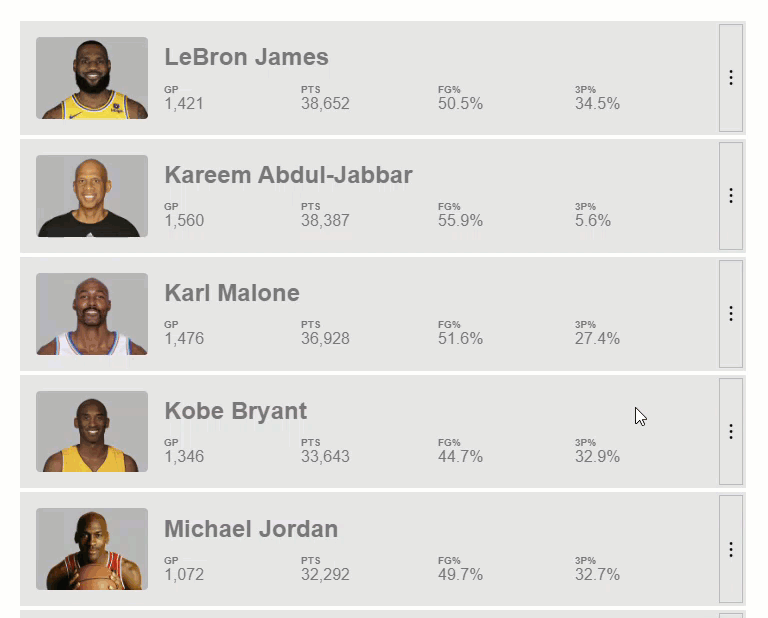 LeBron James
GP PTS FG% 3P%
1,421 38,652 50.5% 34.5%
Kareem Abdul-Jabbar
GP PTS FG% 3P%
1,560 38,387 55.9% 5.6%
Karl Malone
GP PTS FG% 3P%
1,476 36,928 51.6% 27.4%
Kobe Bryant
GP PTS FG% 3P%
1,346 33,643 44.7% 32.9%
Michael Jordan
GP PTS FG% 3P%
1,072 32,292 49.7% 32.7%